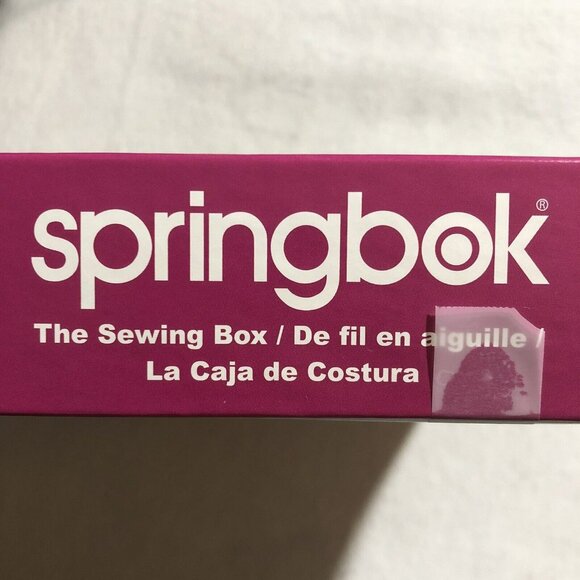 springbok®
The Sewing Box / De fil en aiguille /
La Caja de Costura